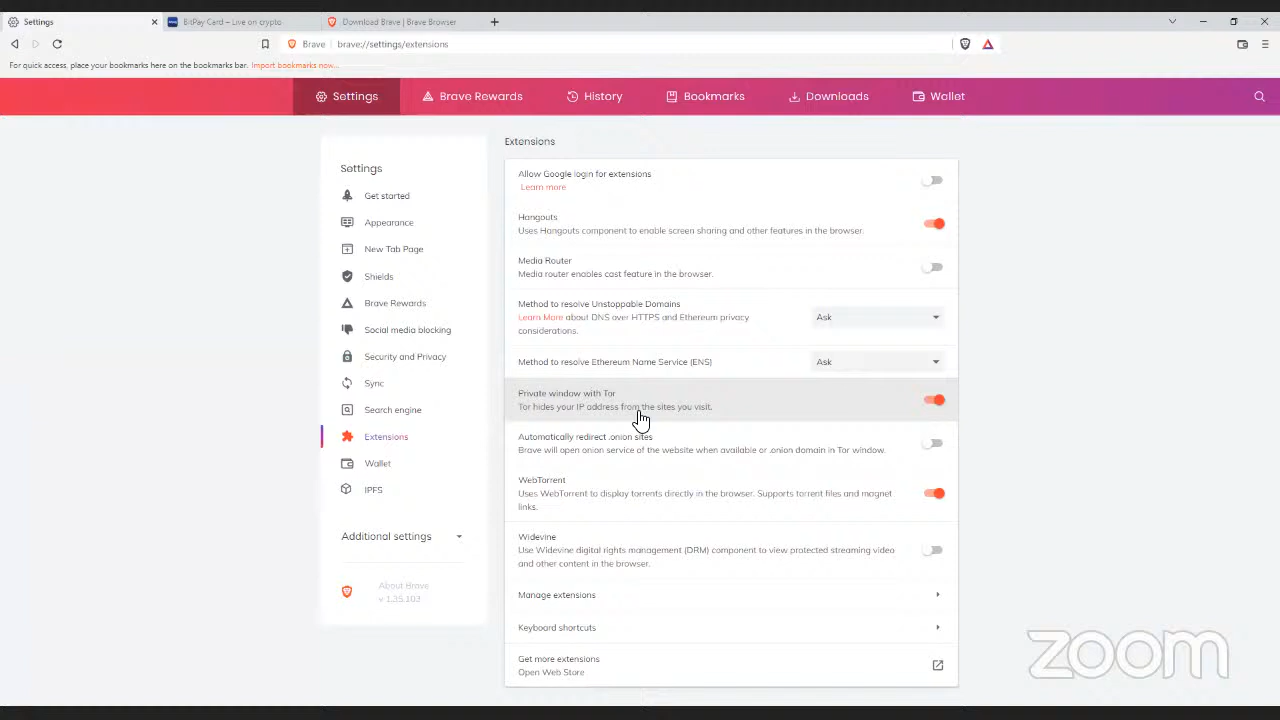 Settings
BitPay Card – Live on crypto
Download Brave | Brave Browser
Brave
brave://settings/extensions
For quick access, place your bookmarks here on the bookmarks bar. Import bookmarks now...
Settings
Brave Rewards
History
Bookmarks
Downloads
Wallet
Settings
Get started
Appearance
New Tab Page
Shields
Brave Rewards
Social media blocking
Security and Privacy
Sync
Search engine
Extensions
Wallet
IPFS
Additional settings
About Brave
v 1.35.103
Extensions
Allow Google login for extensions
Learn more
Hangouts
Uses Hangouts component to enable screen sharing and other features in the browser.
Media Router
Media router enables cast feature in the browser.
Method to resolve Unstoppable Domains
Learn More about DNS over HTTPS and Ethereum privacy
considerations.
Ask
Method to resolve Ethereum Name Service (ENS)
Ask
Private window with Tor
Tor hides your IP address from the sites you visit.
Automatically redirect .onion sites
Brave will open onion service of the website when available or .onion domain in Tor window.
WebTorrent
Uses WebTorrent to display torrents directly in the browser. Supports torrent files and magnet
links.
Widevine
Use Widevine digital rights management (DRM) component to view protected streaming video
and other content in the browser.
Manage extensions
Keyboard shortcuts
Get more extensions
Open Web Store
zoom